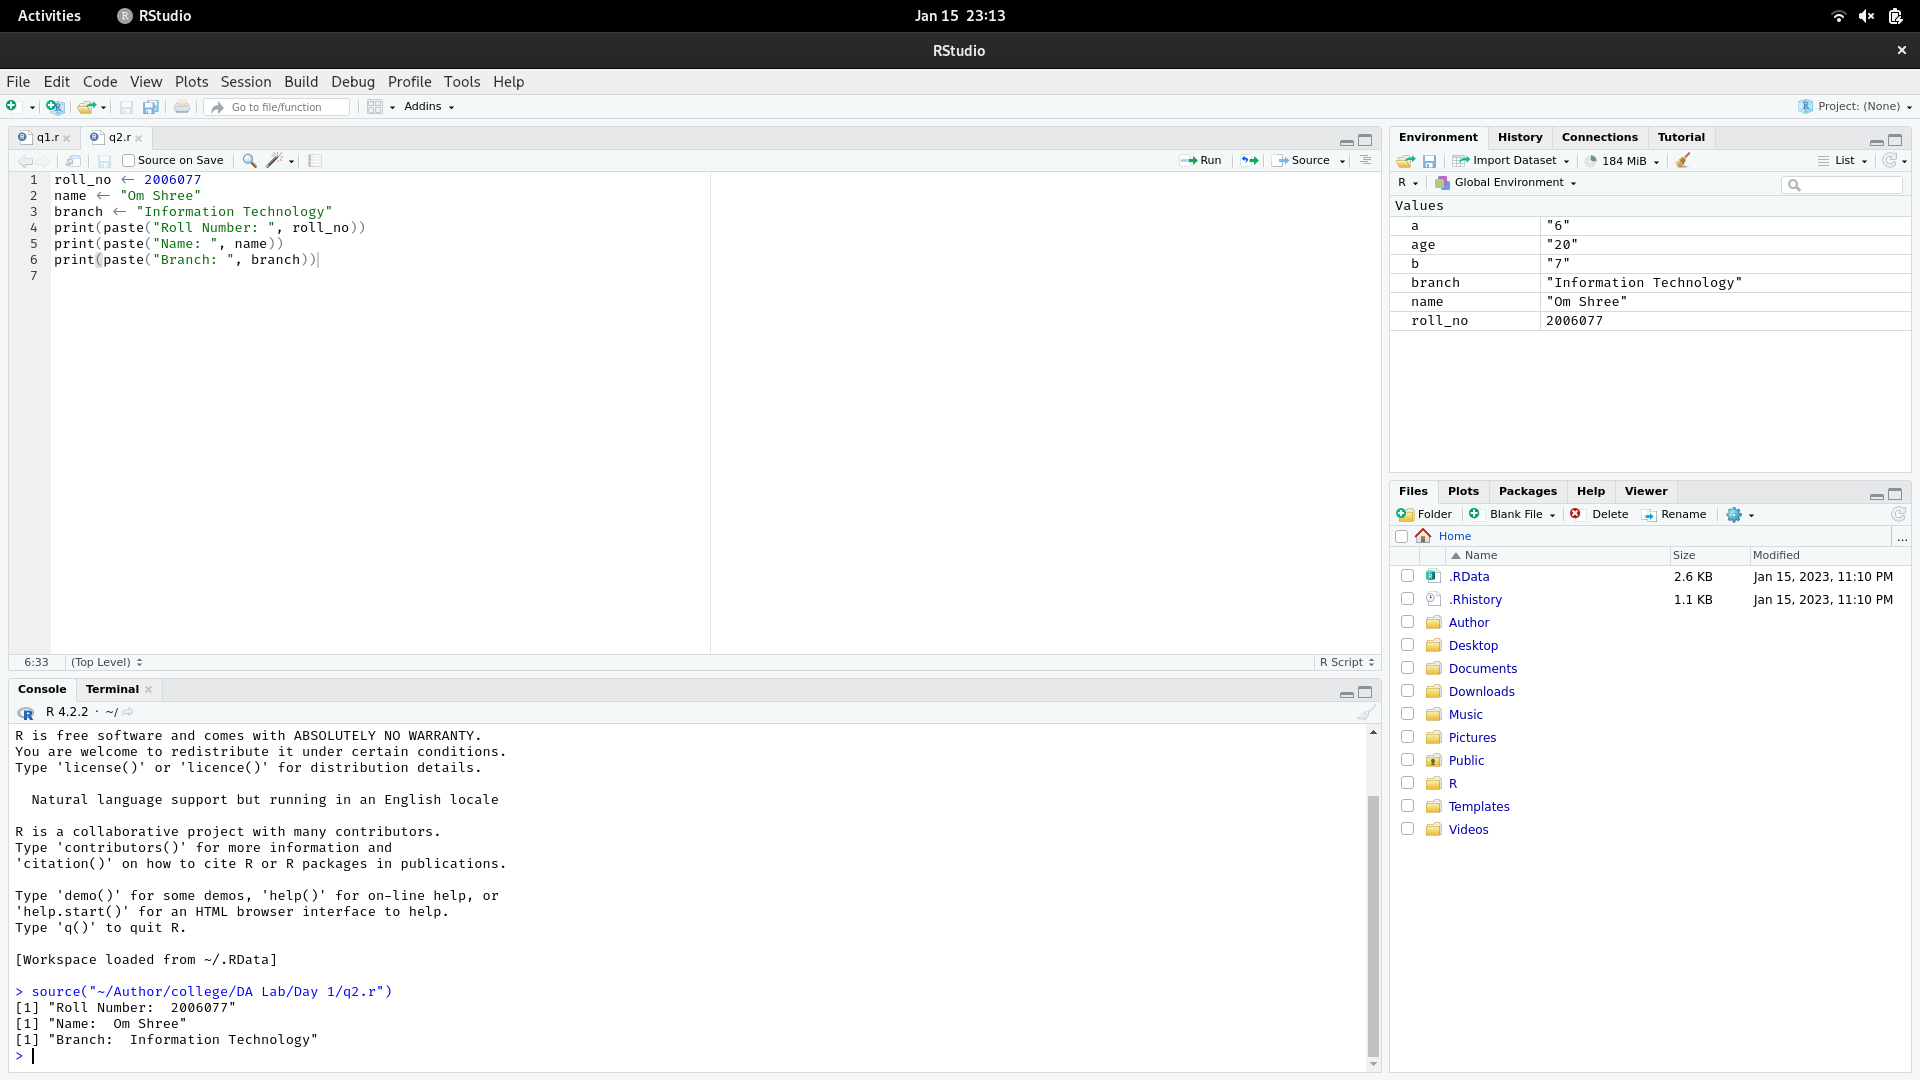 Activities RStudio Jan 15 23:13
RStudio
File Edit Code View Plots Session Build Debug Profile Tools Help
Go to file/function Addins Project: (None)
q1.r q2.r
Source on Save Run Source
1 roll_no <- 2006077
2 name <- "Om Shree"
3 branch <- "Information Technology"
4 print(paste("Roll Number: ", roll_no))
5 print(paste("Name: ", name))
6 print(paste("Branch: ", branch))
7
6:33 (Top Level) R Script
Console Terminal
R 4.2.2 · ~/
R is free software and comes with ABSOLUTELY NO WARRANTY.
You are welcome to redistribute it under certain conditions.
Type 'license()' or 'licence()' for distribution details.
Natural language support but running in an English locale
R is a collaborative project with many contributors.
Type 'contributors()' for more information and
'citation()' on how to cite R or R packages in publications.
Type 'demo()' for some demos, 'help()' for on-line help, or
'help.start()' for an HTML browser interface to help.
Type 'q()' to quit R.
[Workspace loaded from ~/.RData]
> source("~/Author/college/DA Lab/Day 1/q2.r")
[1] "Roll Number:  2006077"
[1] "Name:  Om Shree"
[1] "Branch:  Information Technology"
>
Environment History Connections Tutorial
Import Dataset 184 MiB List
R Global Environment
Values
a "6"
age "20"
b "7"
branch "Information Technology"
name "Om Shree"
roll_no 2006077
Files Plots Packages Help Viewer
Folder Blank File Delete Rename
Home ...
Name Size Modified
.RData 2.6 KB Jan 15, 2023, 11:10 PM
.Rhistory 1.1 KB Jan 15, 2023, 11:10 PM
Author
Desktop
Documents
Downloads
Music
Pictures
Public
R
Templates
Videos